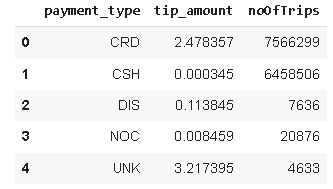 payment_type tip_amount noOfTrips
0 CRD 2.478357 7566299
1 CSH 0.000345 6458506
2 DIS 0.113845 7636
3 NOC 0.008459 20876
4 UNK 3.217395 4633